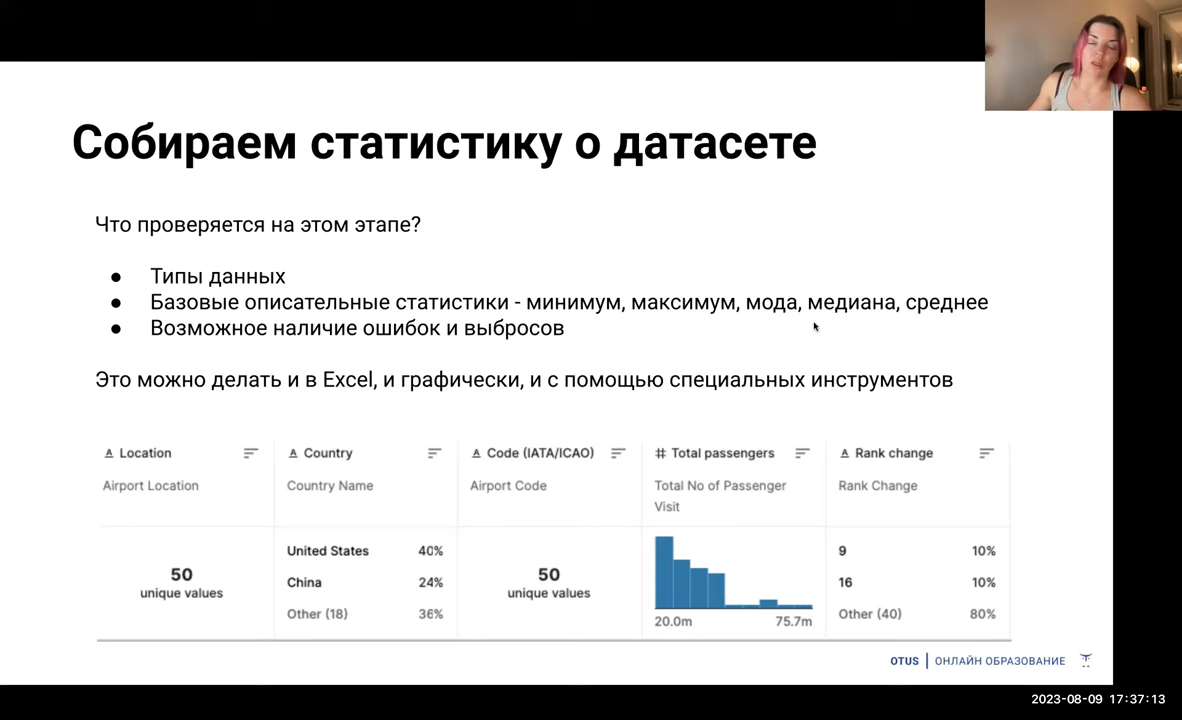 Собираем статистику о датасете
Что проверяется на этом этапе?
● Типы данных
● Базовые описательные статистики - минимум, максимум, мода, медиана, среднее
● Возможное наличие ошибок и выбросов
Это можно делать и в Excel, и графически, и с помощью специальных инструментов
Location
Airport Location
50
unique values
Country
Country Name
United States 40%
China 24%
Other (18) 36%
Code (IATA/ICAO)
Airport Code
50
unique values
# Total passengers
Total No of Passenger
Visit
20.0m 75.7m
Rank change
Rank Change
9 10%
16 10%
Other (40) 80%
OTUS | ОНЛАЙН ОБРАЗОВАНИЕ
2023-08-09 17:37:13